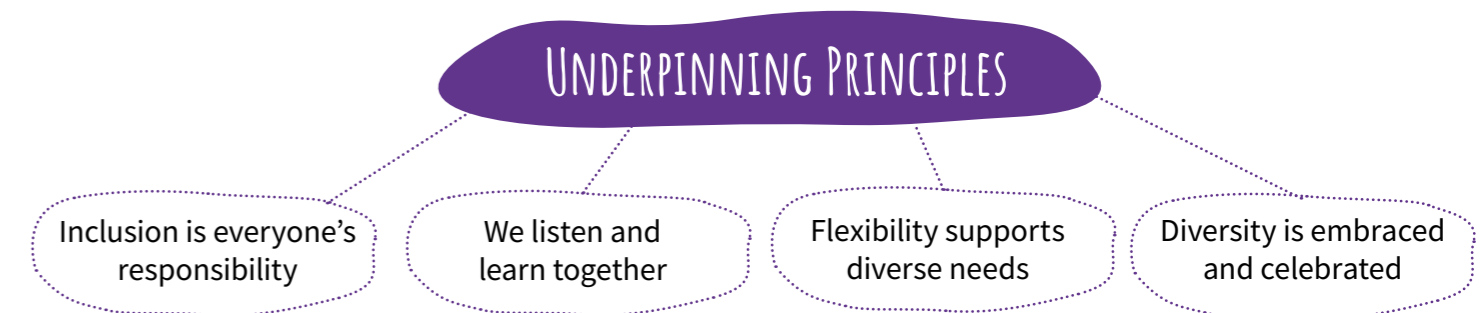 UNDERPINNING PRINCIPLES
Inclusion is everyone’s
responsibility
We listen and
learn together
Flexibility supports
diverse needs
Diversity is embraced
and celebrated